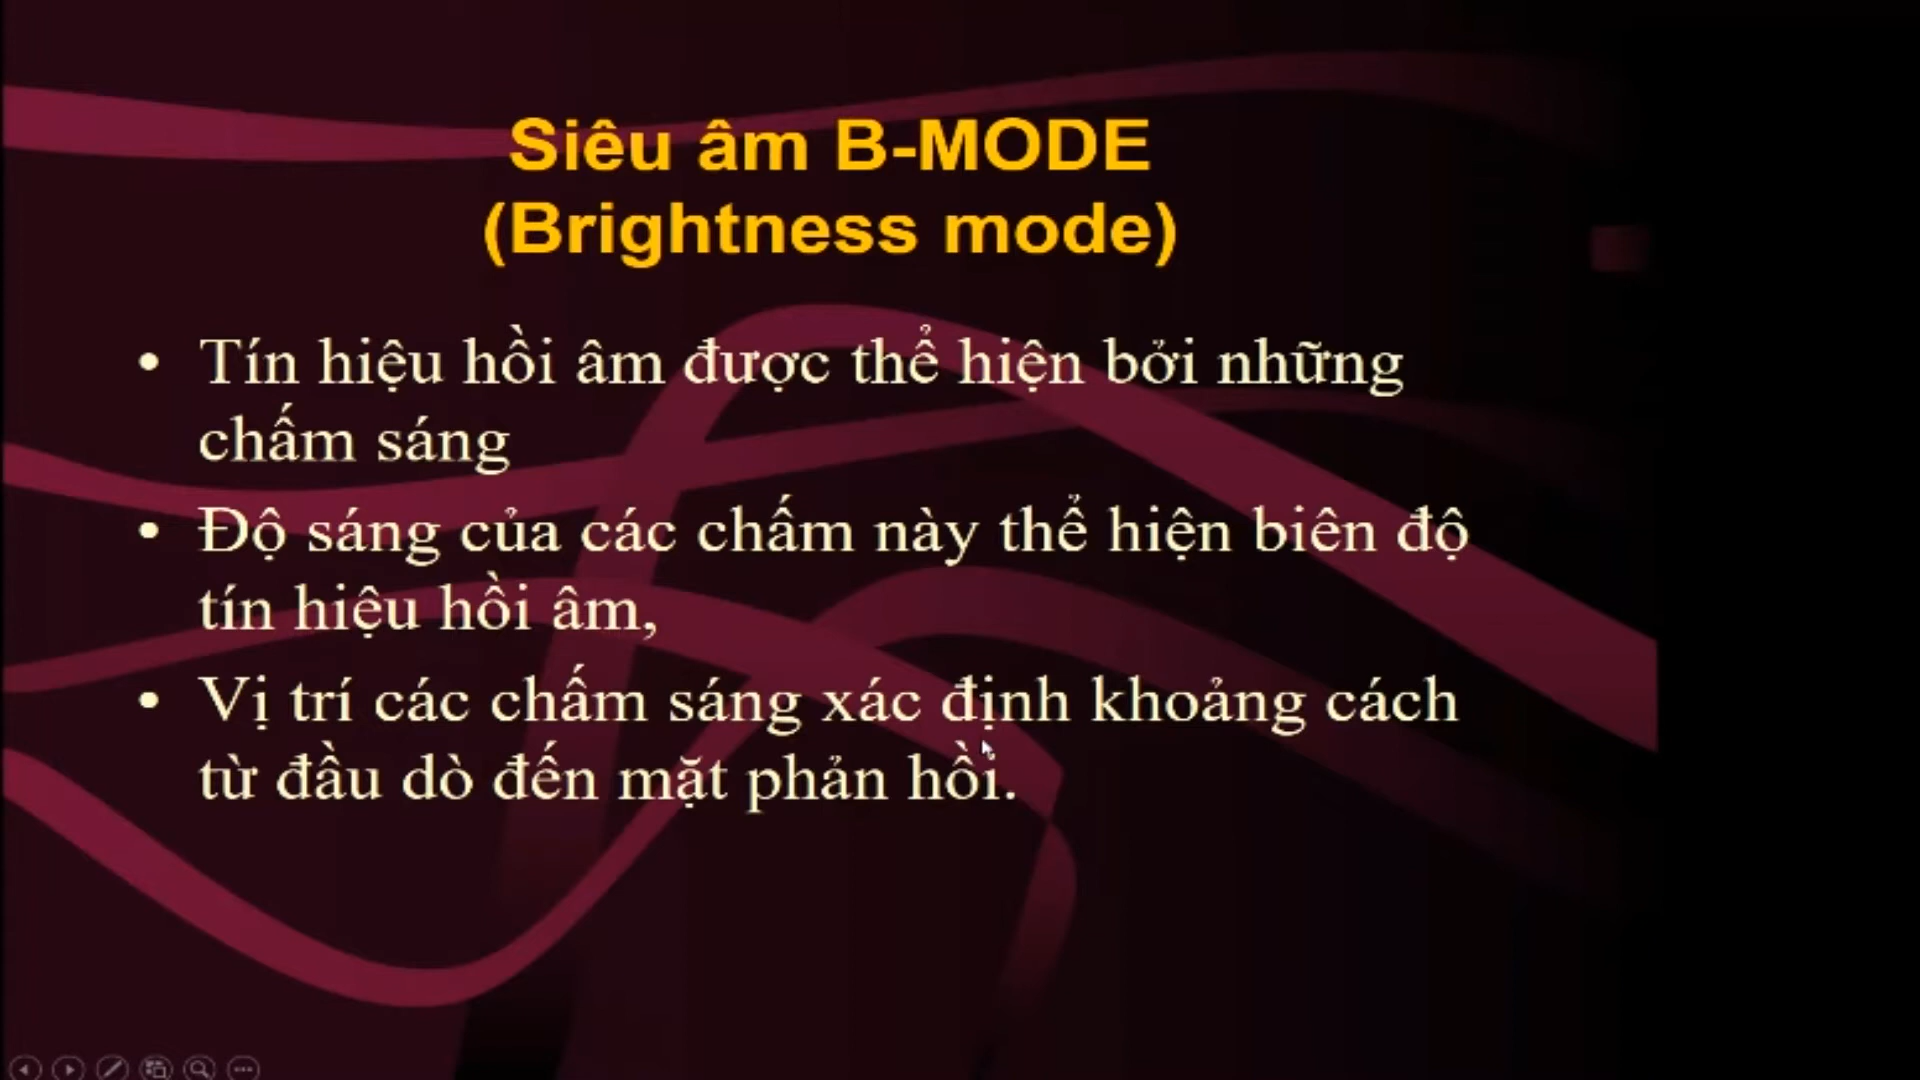 Siêu âm B-MODE
(Brightness mode)
• Tín hiệu hồi âm được thể hiện bởi những
chấm sáng
• Độ sáng của các chấm này thể hiện biên độ
tín hiệu hồi âm,
• Vị trí các chấm sáng xác định khoảng cách
từ đầu dò đến mặt phản hồi.